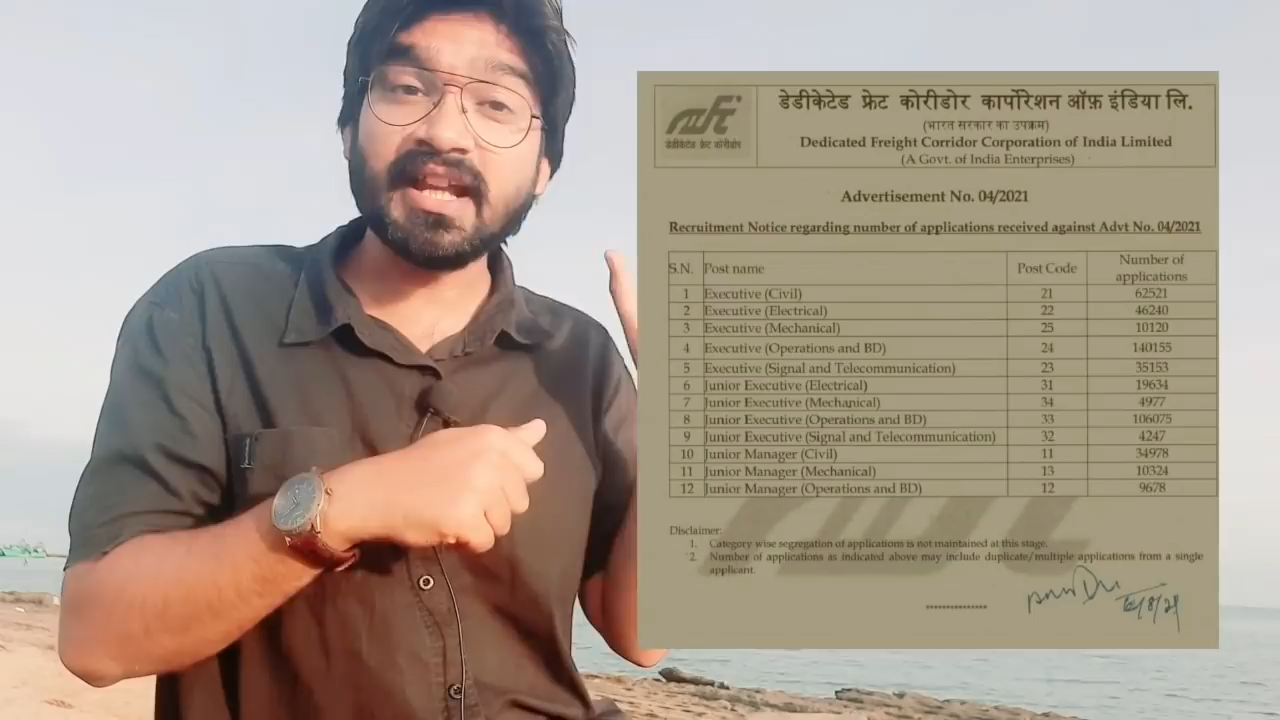 डेडीकेटेड फ्रेट कोरीडोर कार्पोरेशन ऑफ़ इंडिया लि.
(भारत सरकार का उपक्रम)
Dedicated Freight Corridor Corporation of India Limited
(A Govt. of India Enterprises)
डेडीकेटेड फ्रेट कोरीडोर
Advertisement No. 04/2021
Recruitment Notice regarding number of applications received against Advt No. 04/2021
S.N. Post name Post Code Number of applications
1 Executive (Civil) 21 62521
2 Executive (Electrical) 22 46240
3 Executive (Mechanical) 25 10120
4 Executive (Operations and BD) 24 140155
5 Executive (Signal and Telecommunication) 23 35153
6 Junior Executive (Electrical) 31 19634
7 Junior Executive (Mechanical) 34 4977
8 Junior Executive (Operations and BD) 33 106075
9 Junior Executive (Signal and Telecommunication) 32 4247
10 Junior Manager (Civil) 11 34978
11 Junior Manager (Mechanical) 13 10324
12 Junior Manager (Operations and BD) 12 9678
Disclaimer:
1. Category wise segregation of applications is not maintained at this stage.
2. Number of applications as indicated above may include duplicate/multiple applications from a single
applicant.